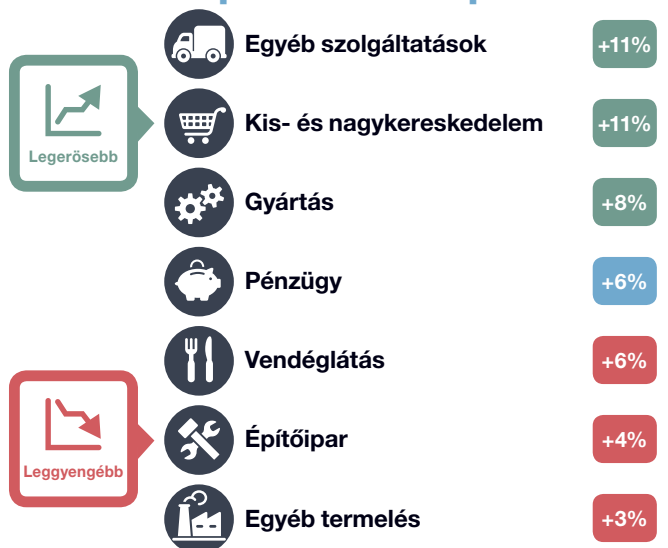 Egyéb szolgáltatások +11%
Legerösebb
Kis- és nagykereskedelem +11%
Gyártás +8%
Pénzügy +6%
Vendéglátás +6%
Leggyengébb
Építőipar +4%
Egyéb termelés +3%